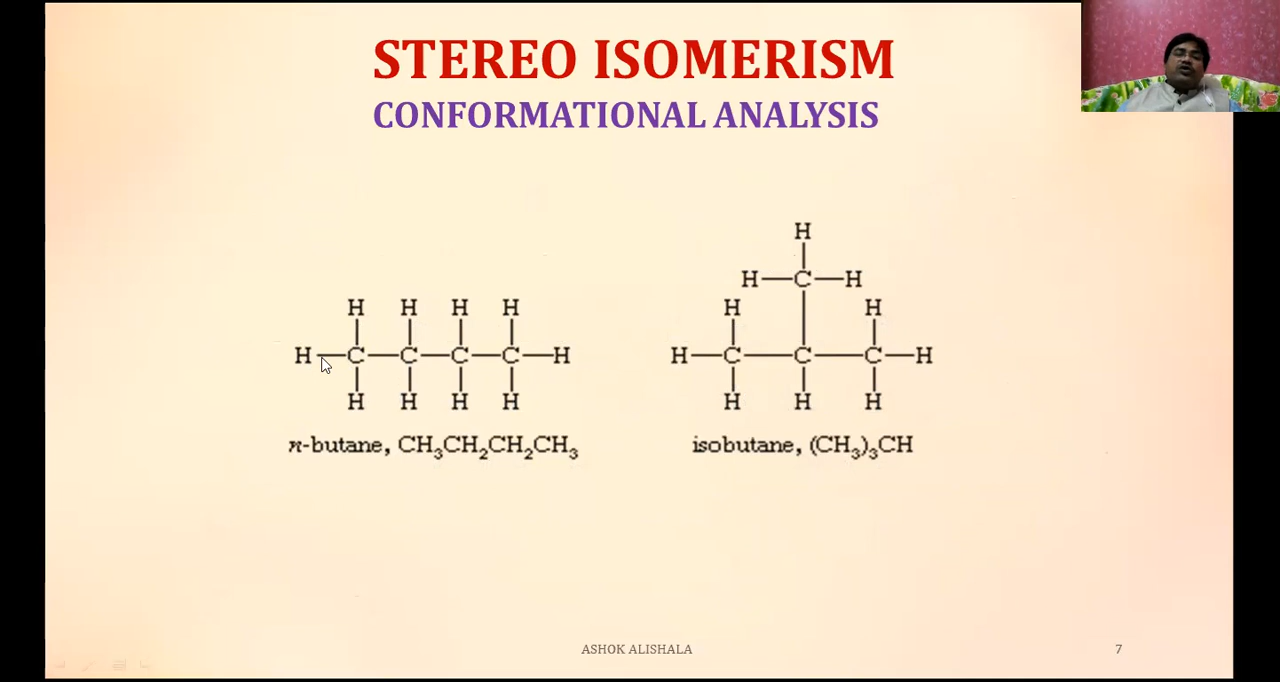 STEREO ISOMERISM
CONFORMATIONAL ANALYSIS
H
H—C—H
H H H H H H
H—C—C—C—C—H H—C—C—C—H
H H H H H H H
n-butane, CH₃CH₂CH₂CH₃ isobutane, (CH₃)₃CH
ASHOK ALISHALA 7